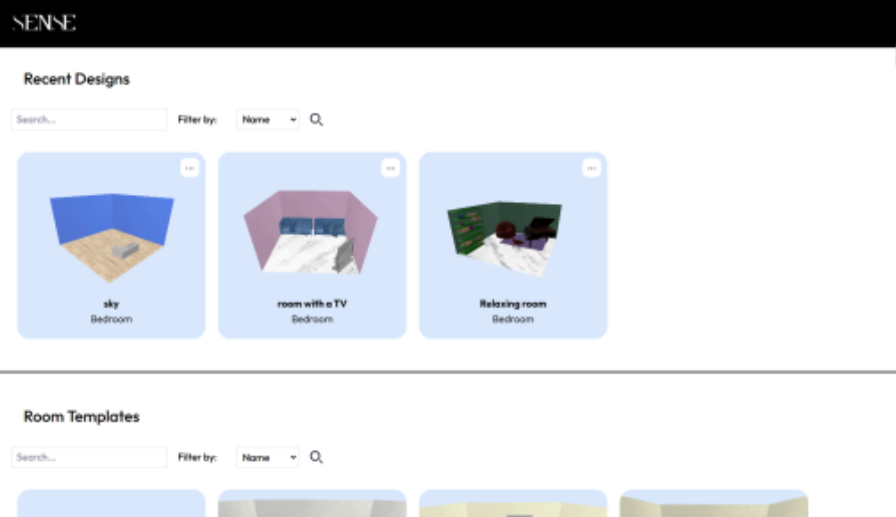 SENSE
Recent Designs
Search... Filter by: Name
sky
Bedroom
room with a TV
Bedroom
Relaxing room
Bedroom
Room Templates
Search... Filter by: Name